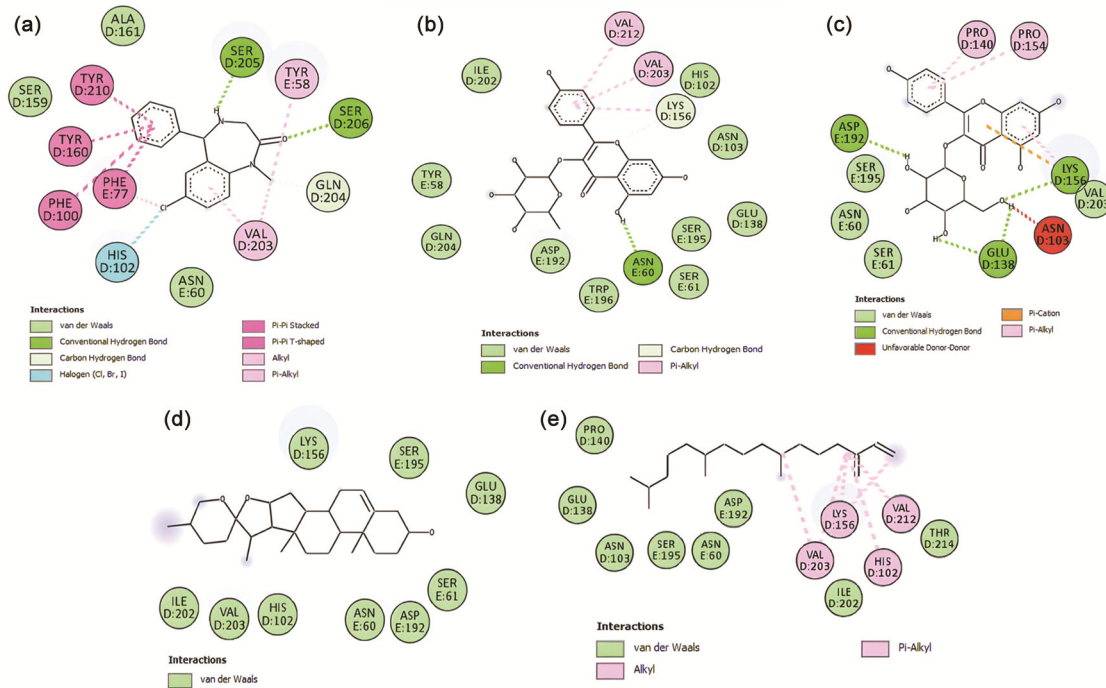 (a)
ALA
D:161
SER
D:205
TYR
E:58
TYR
D:210
SER
D:159
SER
D:206
H
N
O
N
TYR
D:160
PHE
E:77
GLN
D:204
PHE
D:100
Cl
VAL
D:203
HIS
D:102
ASN
E:60
Interactions
van der Waals
Conventional Hydrogen Bond
Carbon Hydrogen Bond
Halogen (Cl, Br, I)
Pi-Pi Stacked
Pi-Pi T-shaped
Alkyl
Pi-Alkyl
(b)
VAL
D:212
ILE
D:202
VAL
D:203
HIS
D:102
LYS
D:156
ASN
D:103
TYR
E:58
GLU
D:138
GLN
D:204
SER
E:195
ASP
E:192
ASN
E:60
SER
E:61
TRP
E:196
Interactions
van der Waals
Conventional Hydrogen Bond
Carbon Hydrogen Bond
Pi-Alkyl
(c)
PRO
D:140
PRO
D:154
ASP
D:192
SER
E:195
LYS
D:156
VAL
D:203
ASN
E:60
ASN
D:103
SER
E:61
GLU
D:138
Interactions
van der Waals
Conventional Hydrogen Bond
Unfavorable Donor-Donor
Pi-Cation
Pi-Alkyl
(d)
LYS
D:156
SER
E:195
GLU
D:138
O
O
O
SER
E:61
ILE
D:202
VAL
D:203
HIS
D:102
ASN
E:60
ASP
D:192
Interactions
van der Waals
(e)
PRO
D:140
GLU
D:138
ASP
E:192
LYS
D:156
VAL
D:212
THR
D:214
ASN
D:103
SER
E:195
ASN
E:60
VAL
D:203
HIS
D:102
ILE
D:202
Interactions
van der Waals
Alkyl
Pi-Alkyl